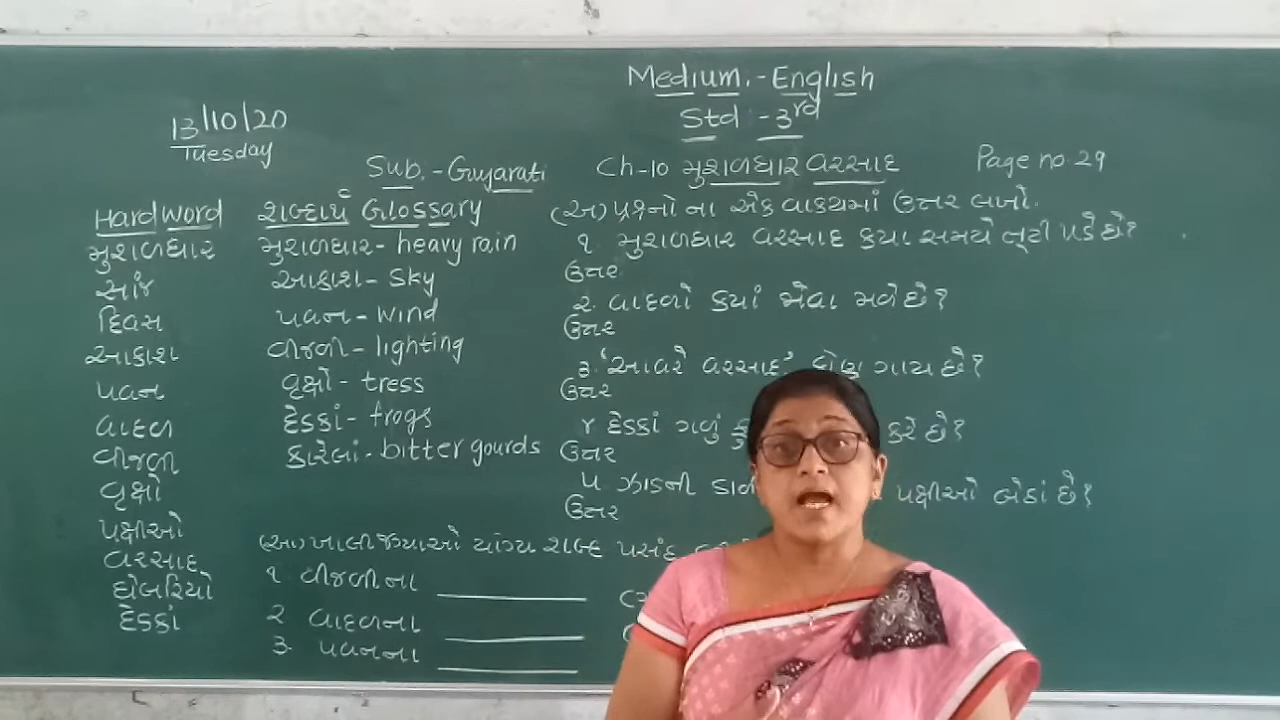 Medium.-English
Std -3rd
13/10/20
Tuesday
Sub.-Gujarati
Ch-10 મુશળધાર વરસાદ
Page no.29
Hard word
મુશળધાર
સાંજ
દિવસ
આકાશ
પવન
વાદળ
વીજળી
વૃક્ષો
પક્ષીઓ
વરસાદ
છોબરિયો
દેડકાં
શબ્દાર્થ Glossary
મુશળધાર- heavy rain
આકાશ- Sky
પવન- wind
વીજળી- lighting
વૃક્ષો- tress
દેડકાં- frogs
કારેલાં- bitter gourds
(અ) પ્રશ્નો ના એક વાક્યમાં ઉત્તર લખો.
૧. મુશળધાર વરસાદ કયા સમયે તૂટી પડે છે?
ઉત્તર
૨. વાદળો કયાં જોવા મળે છે?
ઉત્તર
૩. 'આવરે વરસાદ' કોણ ગાય છે?
ઉત્તર
૪ દેડકાં ગળું કરે છે?
ઉત્તર
૫. ઝાડની પક્ષીઓ બેઠાં છે?
ઉત્તર
(આ) ખાલી જગ્યાઓ યોગ્ય શબ્દ પસંદ
૧. વીજળીના
૨ વાદળના
૩. પવનના